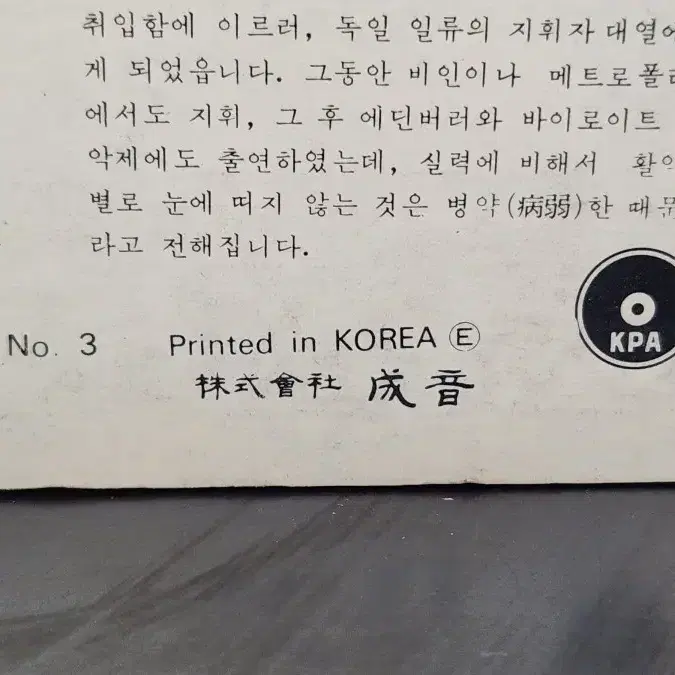 취입함에 이르러, 독일 일류의 지휘자 대열에
게 되었읍니다. 그동안 비인이나 메트로폴리
에서도 지휘, 그 후 에딘버러와 바이로이트
악제에도 출연하였는데, 실력에 비해서 활약
별로 눈에 띠지 않는 것은 병약(病弱)한 때문
라고 전해집니다.
No. 3 Printed in KOREA Ⓔ
KPA
株式會社 成音